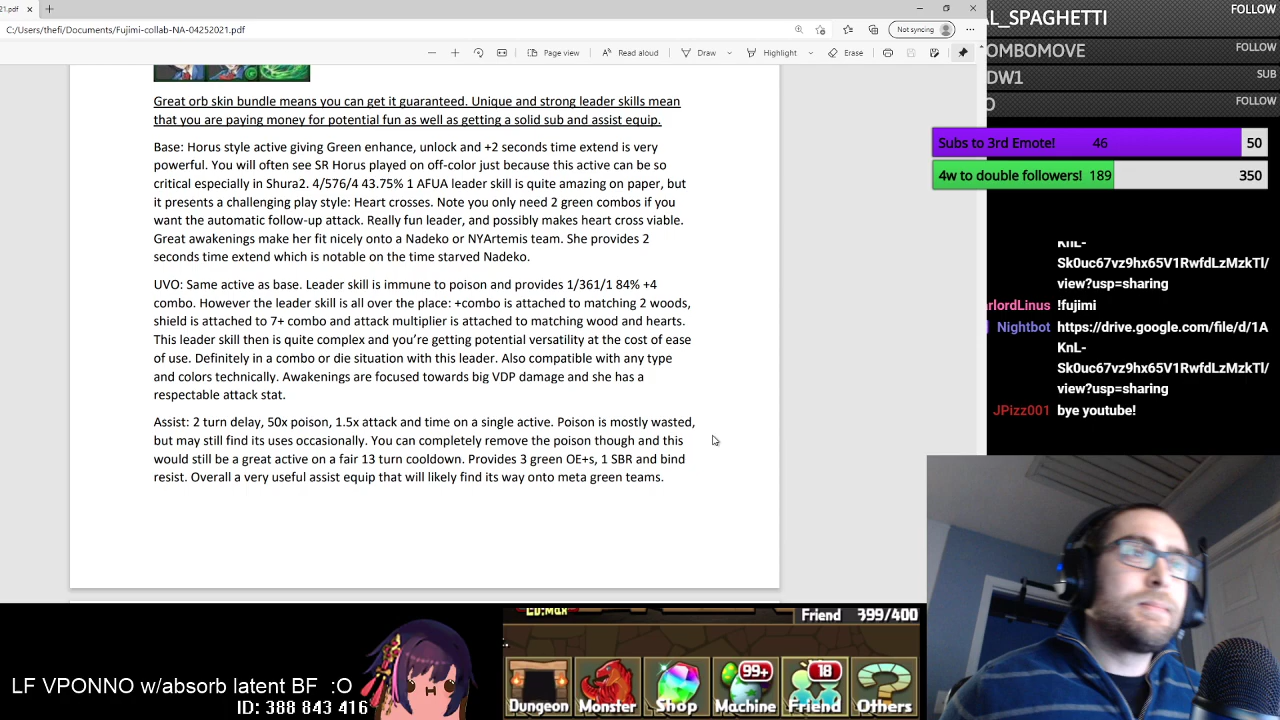 21.pdf
C:/Users/thefi/Documents/Fujimi-collab-NA-04252021.pdf
Not syncing
Page view
Read aloud
Draw
Highlight
Erase
Great orb skin bundle means you can get it guaranteed. Unique and strong leader skills mean
that you are paying money for potential fun as well as getting a solid sub and assist equip.
Base: Horus style active giving Green enhance, unlock and +2 seconds time extend is very
powerful. You will often see SR Horus played on off-color just because this active can be so
critical especially in Shura2. 4/576/4 43.75% 1 AFUA leader skill is quite amazing on paper, but
it presents a challenging play style: Heart crosses. Note you only need 2 green combos if you
want the automatic follow-up attack. Really fun leader, and possibly makes heart cross viable.
Great awakenings make her fit nicely onto a Nadeko or NYArtemis team. She provides 2
seconds time extend which is notable on the time starved Nadeko.
UVO: Same active as base. Leader skill is immune to poison and provides 1/361/1 84% +4
combo. However the leader skill is all over the place: +combo is attached to matching 2 woods,
shield is attached to 7+ combo and attack multiplier is attached to matching wood and hearts.
This leader skill then is quite complex and you're getting potential versatility at the cost of ease
of use. Definitely in a combo or die situation with this leader. Also compatible with any type
and colors technically. Awakenings are focused towards big VDP damage and she has a
respectable attack stat.
Assist: 2 turn delay, 50x poison, 1.5x attack and time on a single active. Poison is mostly wasted,
but may still find its uses occasionally. You can completely remove the poison though and this
would still be a great active on a fair 13 turn cooldown. Provides 3 green OE+s, 1 SBR and bind
resist. Overall a very useful assist equip that will likely find its way onto meta green teams.
AL_SPAGHETTI FOLLOW
OMBOMOVE FOLLOW
DW1 SUB
O FOLLOW
Subs to 3rd Emote! 46 50
4w to double followers! 189 350
KnL-
Sk0uc67vz9hx65V1RwfdLzMzkTl/
view?usp=sharing
arlordLinus !fujimi
Nightbot https://drive.google.com/file/d/1A
KnL-
Sk0uc67vz9hx65V1RwfdLzMzkTl/
view?usp=sharing
JPizz001 bye youtube!
LF VPONNO w/absorb latent BF :O
ID: 388 843 416
Friend 399/400
99+
18
Dungeon
Monster
Shop
Machine
Friend
Others